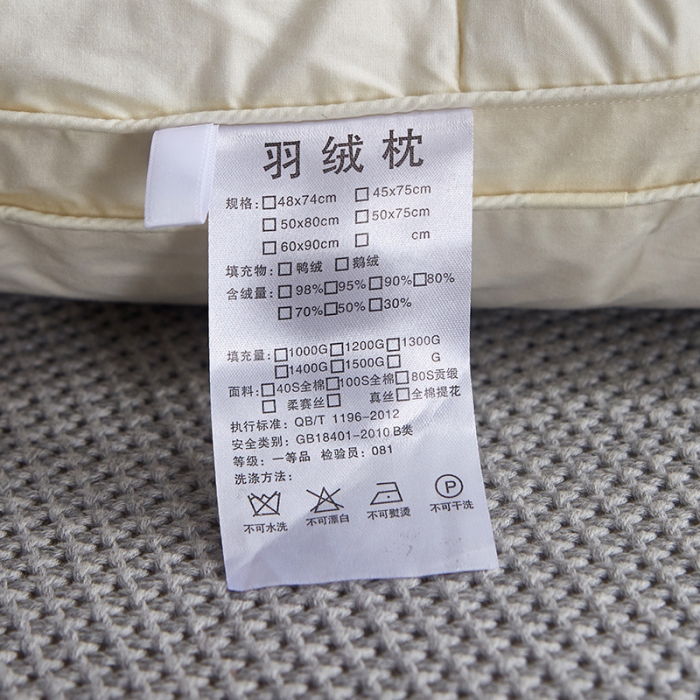 羽绒枕
规格：□48x74cm □45x75cm
□50x80cm □50x75cm
□60x90cm □ cm
填充物：□鸭绒 □鹅绒
含绒量：□98%□95%□90%□80%
□70%□50%□30%
填充量：□1000G□1200G□1300G
□1400G□1500G□ G
面料：□40S全棉□100S全棉□80S贡缎
□ 柔赛丝□ 真丝□全棉提花
执行标准：QB/T 1196-2012
安全类别：GB18401-2010 B类
等级：一等品 检验员：081
洗涤方法：
P
不可水洗 不可漂白 不可熨烫 不可干洗